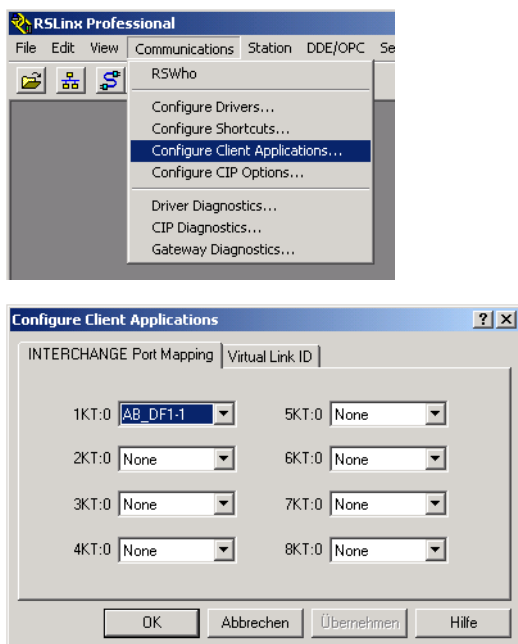 RSLinx Professional
File Edit View Communications Station DDE/OPC Se
RSWho
Configure Drivers...
Configure Shortcuts...
Configure Client Applications...
Configure CIP Options...
Driver Diagnostics...
CIP Diagnostics...
Gateway Diagnostics...
Configure Client Applications
INTERCHANGE Port Mapping Virtual Link ID
1KT:0 AB_DF1-1 5KT:0 None
2KT:0 None 6KT:0 None
3KT:0 None 7KT:0 None
4KT:0 None 8KT:0 None
OK Abbrechen Übernehmen Hilfe